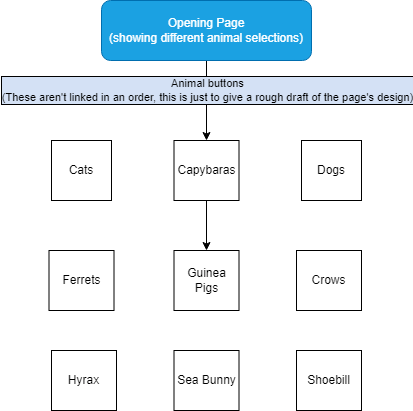 Opening Page
(showing different animal selections)
Animal buttons
(These aren't linked in an order, this is just to give a rough draft of the page's design)
Cats
Capybaras
Dogs
Ferrets
Guinea
Pigs
Crows
Hyrax
Sea Bunny
Shoebill